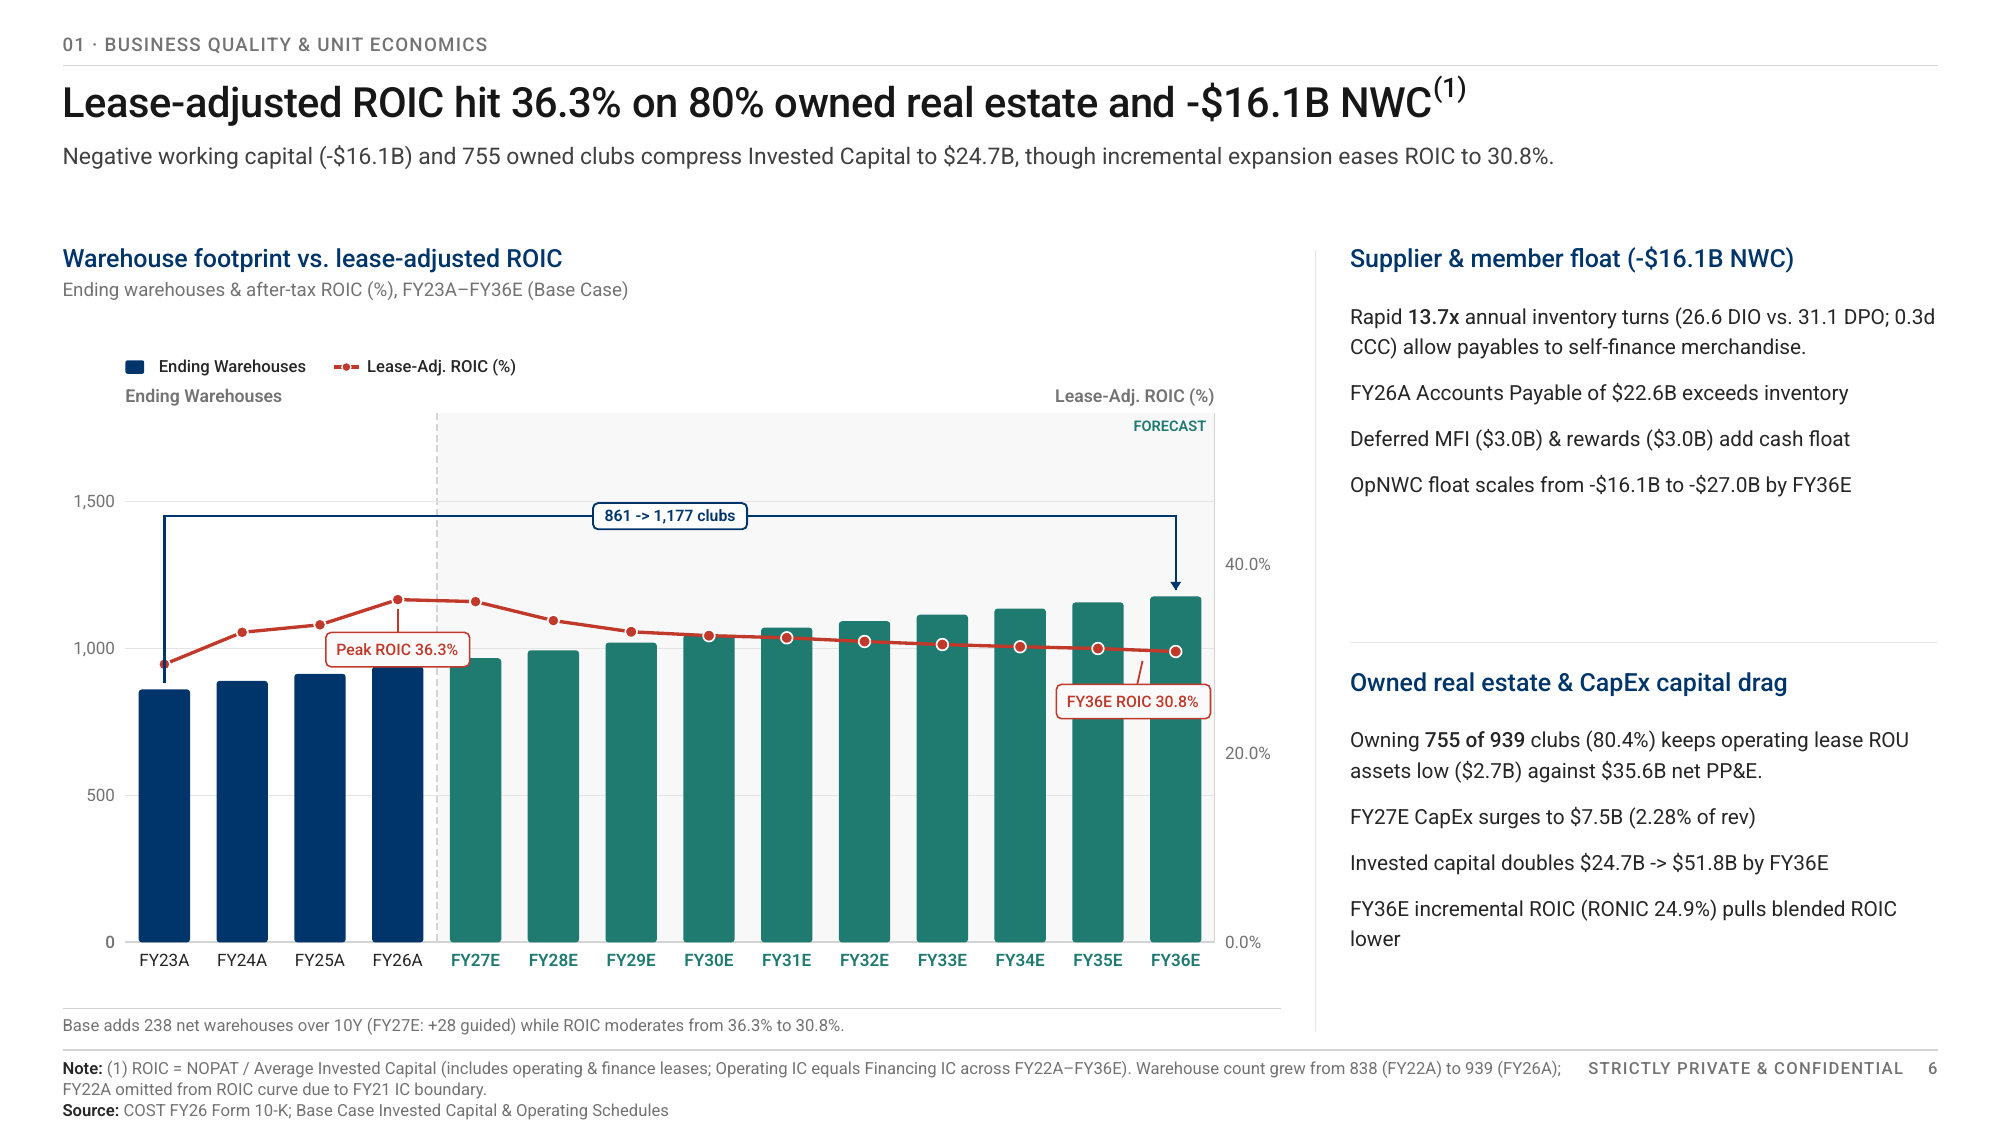 01 · BUSINESS QUALITY & UNIT ECONOMICS
Lease-adjusted ROIC hit 36.3% on 80% owned real estate and -$16.1B NWC(1)
Negative working capital (-$16.1B) and 755 owned clubs compress Invested Capital to $24.7B, though incremental expansion eases ROIC to 30.8%.
Warehouse footprint vs. lease-adjusted ROIC
Ending warehouses & after-tax ROIC (%), FY23A–FY36E (Base Case)
Ending Warehouses
Lease-Adj. ROIC (%)
Ending Warehouses
Lease-Adj. ROIC (%)
FORECAST
1,500
861 -> 1,177 clubs
40.0%
1,000
Peak ROIC 36.3%
FY36E ROIC 30.8%
20.0%
500
0
0.0%
FY23A
FY24A
FY25A
FY26A
FY27E
FY28E
FY29E
FY30E
FY31E
FY32E
FY33E
FY34E
FY35E
FY36E
Base adds 238 net warehouses over 10Y (FY27E: +28 guided) while ROIC moderates from 36.3% to 30.8%.
Supplier & member float (-$16.1B NWC)
Rapid 13.7x annual inventory turns (26.6 DIO vs. 31.1 DPO; 0.3d
CCC) allow payables to self-finance merchandise.
FY26A Accounts Payable of $22.6B exceeds inventory
Deferred MFI ($3.0B) & rewards ($3.0B) add cash float
OpNWC float scales from -$16.1B to -$27.0B by FY36E
Owned real estate & CapEx capital drag
Owning 755 of 939 clubs (80.4%) keeps operating lease ROU
assets low ($2.7B) against $35.6B net PP&E.
FY27E CapEx surges to $7.5B (2.28% of rev)
Invested capital doubles $24.7B -> $51.8B by FY36E
FY36E incremental ROIC (RONIC 24.9%) pulls blended ROIC
lower
Note: (1) ROIC = NOPAT / Average Invested Capital (includes operating & finance leases; Operating IC equals Financing IC across FY22A–FY36E). Warehouse count grew from 838 (FY22A) to 939 (FY26A);
FY22A omitted from ROIC curve due to FY21 IC boundary.
Source: COST FY26 Form 10-K; Base Case Invested Capital & Operating Schedules
STRICTLY PRIVATE & CONFIDENTIAL
6